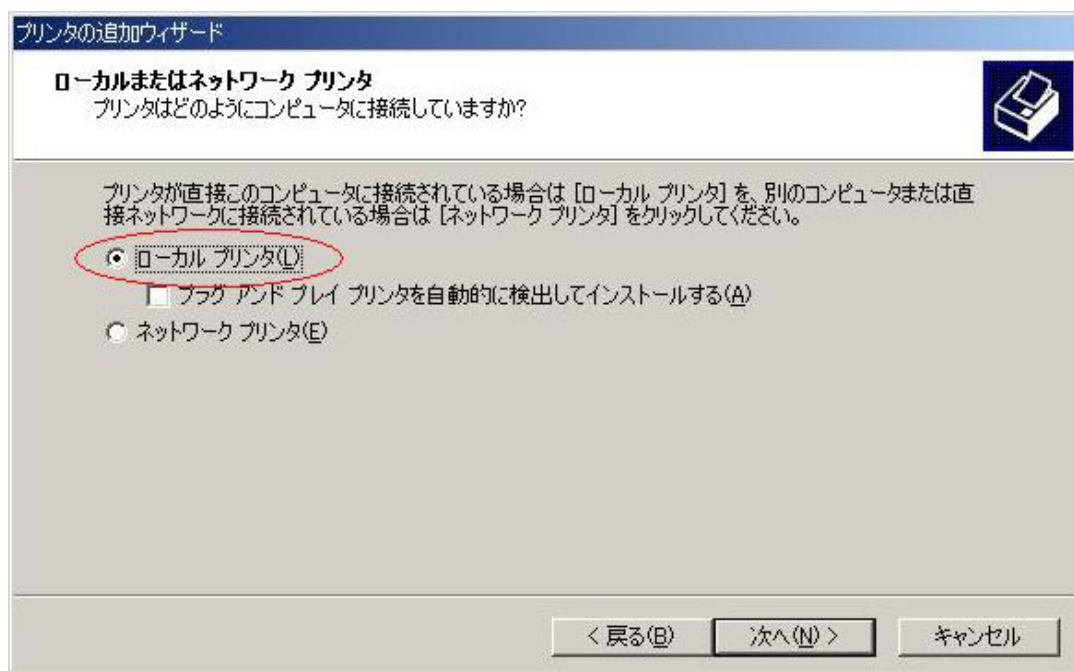 プリンタの追加ウィザード
ローカルまたはネットワーク プリンタ
プリンタはどのようにコンピュータに接続していますか?
プリンタが直接このコンピュータに接続されている場合は [ローカル プリンタ] を、別のコンピュータまたは直
接ネットワークに接続されている場合は [ネットワーク プリンタ] をクリックしてください。
ローカル プリンタ(L)
プラグ アンド プレイ プリンタを自動的に検出してインストールする(A)
ネットワーク プリンタ(E)
< 戻る(B) 次へ(N) > キャンセル